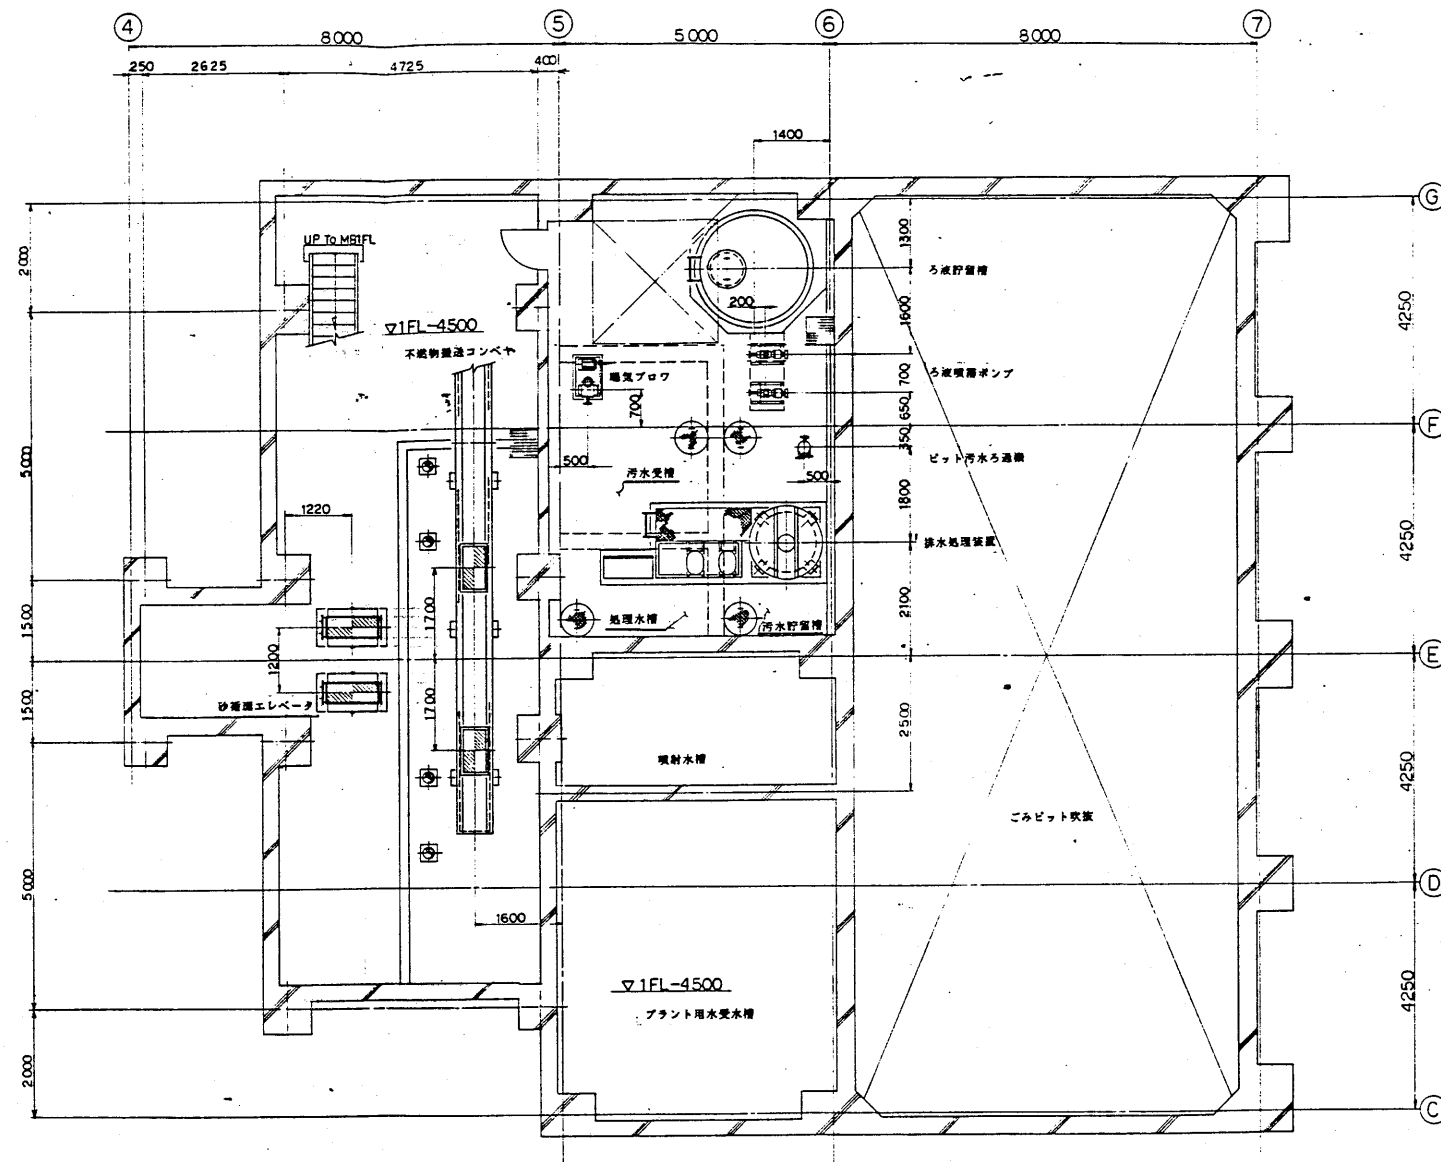 4 5 6 7
8000 5000 8000
250 2625 4725 400
1400
G
2000
1300
UP To MB1FL
ろ液貯留槽
200
1600
4250
▽1FL-4500
不燃物搬送コンベヤ
曝気ブロワ
700
ろ液噴霧ポンプ
700
650
F
5000
350
500
汚水受槽
500
ピット汚水ろ過機
1220
1800
4250
排水処理装置
1500
1700
2100
処理水槽
汚水貯留槽
E
1200
1500
砂循環エレベータ
1700
2500
噴射水槽
4250
ごみピット吹抜
D
5000
1600
▽1FL-4500
プラント用水受水槽
4250
2000
C